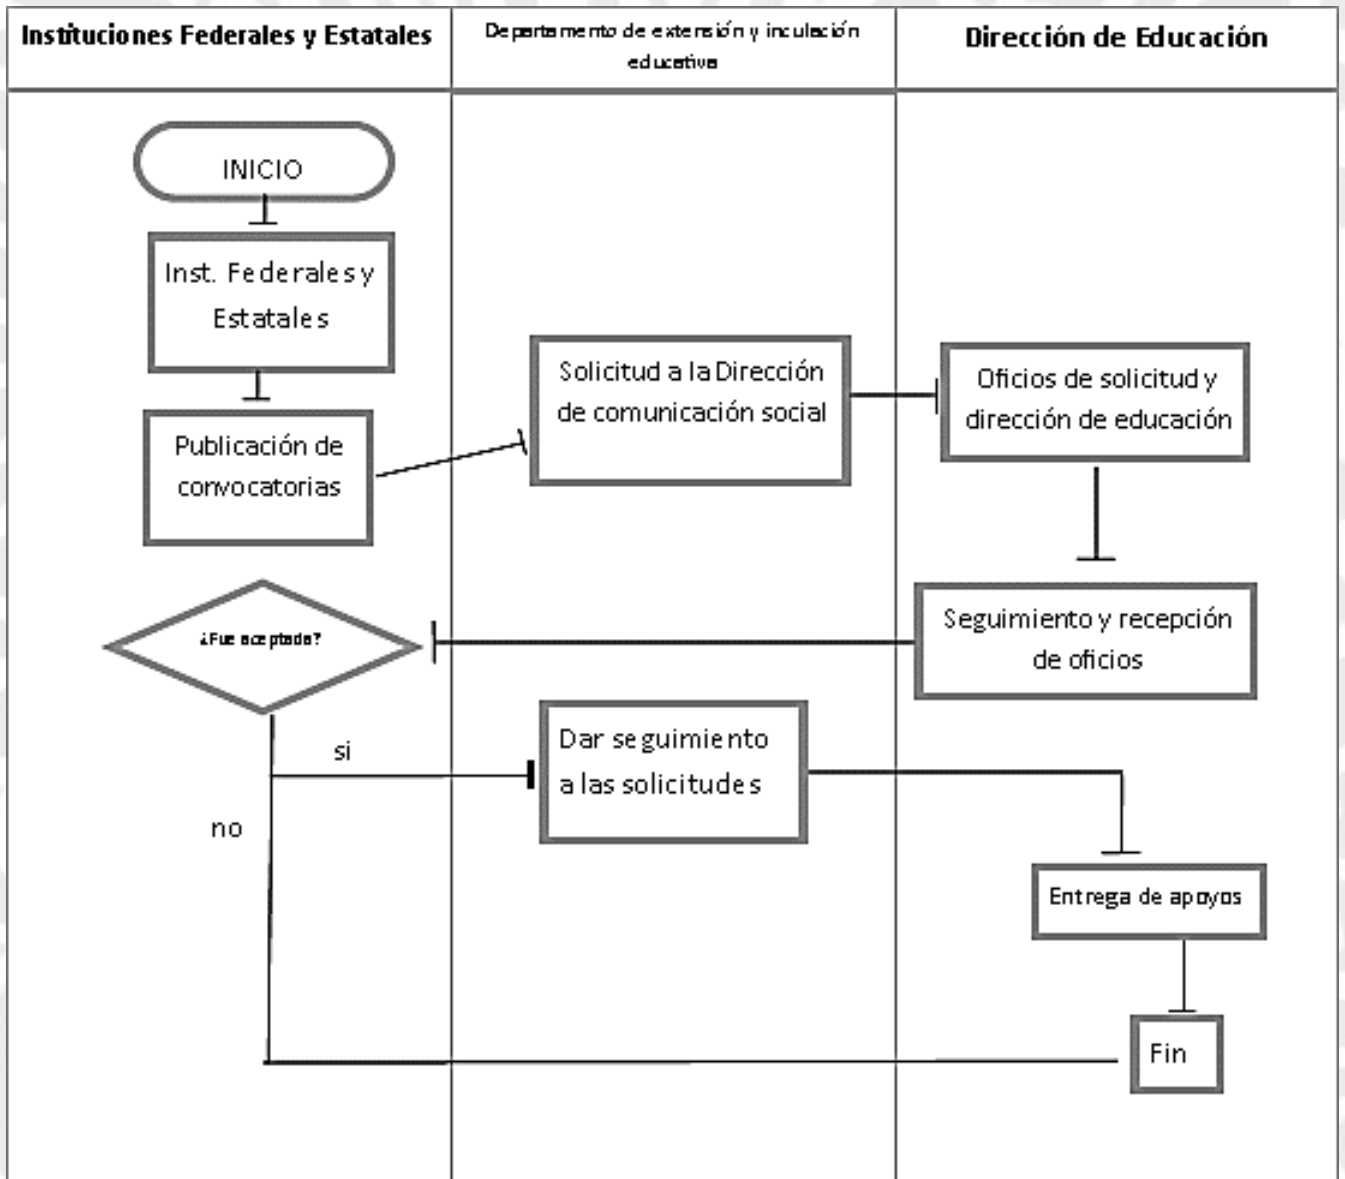 Instituciones Federales y Estatales
Departamento de extensión y inculación
educativa
Dirección de Educación
INICIO
Inst. Federales y
Estatales
Publicación de
convocatorias
Solicitud a la Dirección
de comunicación social
Oficios de solicitud y
dirección de educación
Seguimiento y recepción
de oficios
¿Fue aceptada?
si
no
Dar seguimiento
a las solicitudes
Entrega de apoyos
Fin